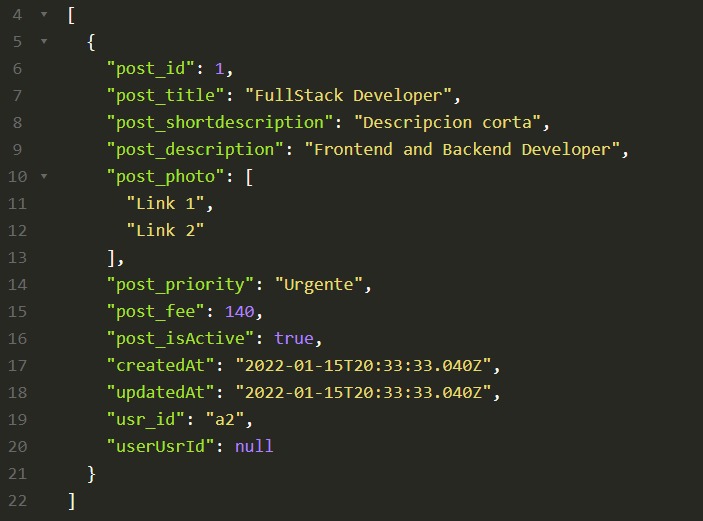 4 [
5 {
6 "post_id": 1,
7 "post_title": "FullStack Developer",
8 "post_shortdescription": "Descripcion corta",
9 "post_description": "Frontend and Backend Developer",
10 "post_photo": [
11 "Link 1",
12 "Link 2"
13 ],
14 "post_priority": "Urgente",
15 "post_fee": 140,
16 "post_isActive": true,
17 "createdAt": "2022-01-15T20:33:33.040Z",
18 "updatedAt": "2022-01-15T20:33:33.040Z",
19 "usr_id": "a2",
20 "userUsrId": null
21 }
22 ]